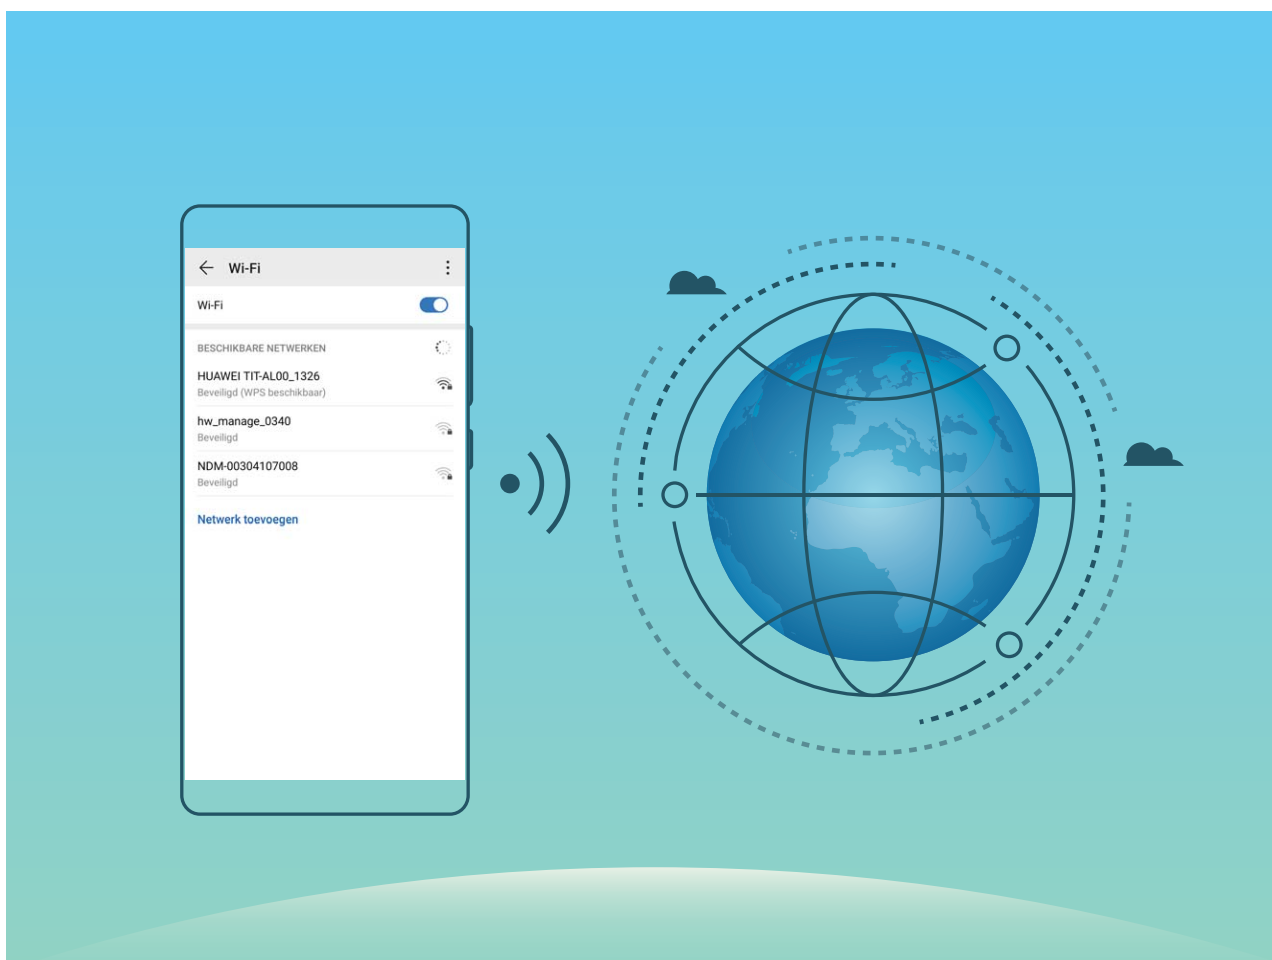 Wi-Fi
Wi-Fi
BESCHIKBARE NETWERKEN
HUAWEI TIT-AL00_1326
Beveiligd (WPS beschikbaar)
hw_manage_0340
Beveiligd
NDM-00304107008
Beveiligd
Netwerk toevoegen